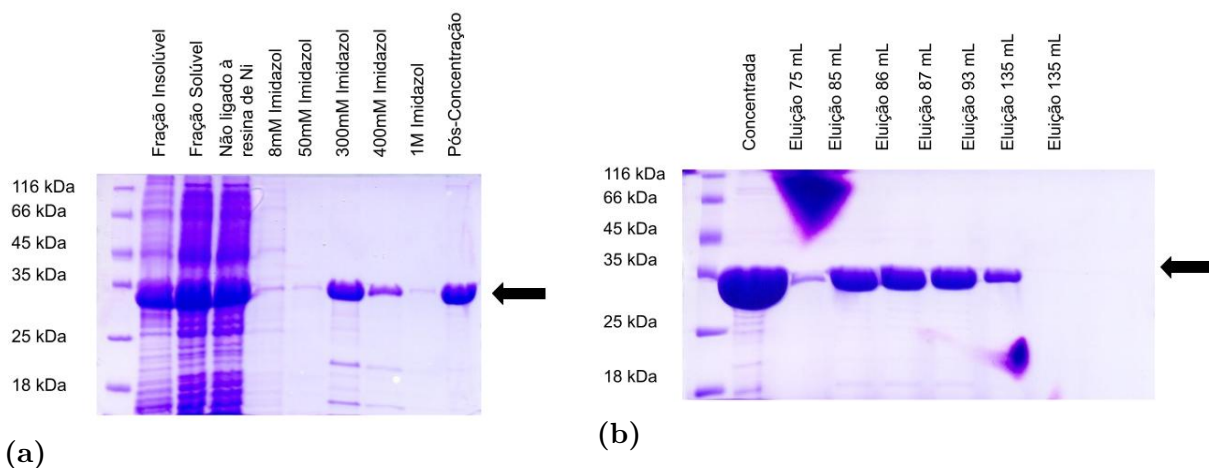 Fração Insolúvel
Fração Solúvel
Não ligado à
resina de Ni
8mM Imidazol
50mM Imidazol
300mM Imidazol
400mM Imidazol
1M Imidazol
Pós-Concentração
116 kDa
66 kDa
45 kDa
35 kDa
25 kDa
18 kDa
(a)
Concentrada
Eluição 75 mL
Eluição 85 mL
Eluição 86 mL
Eluição 87 mL
Eluição 93 mL
Eluição 135 mL
Eluição 135 mL
116 kDa
66 kDa
45 kDa
35 kDa
25 kDa
18 kDa
(b)